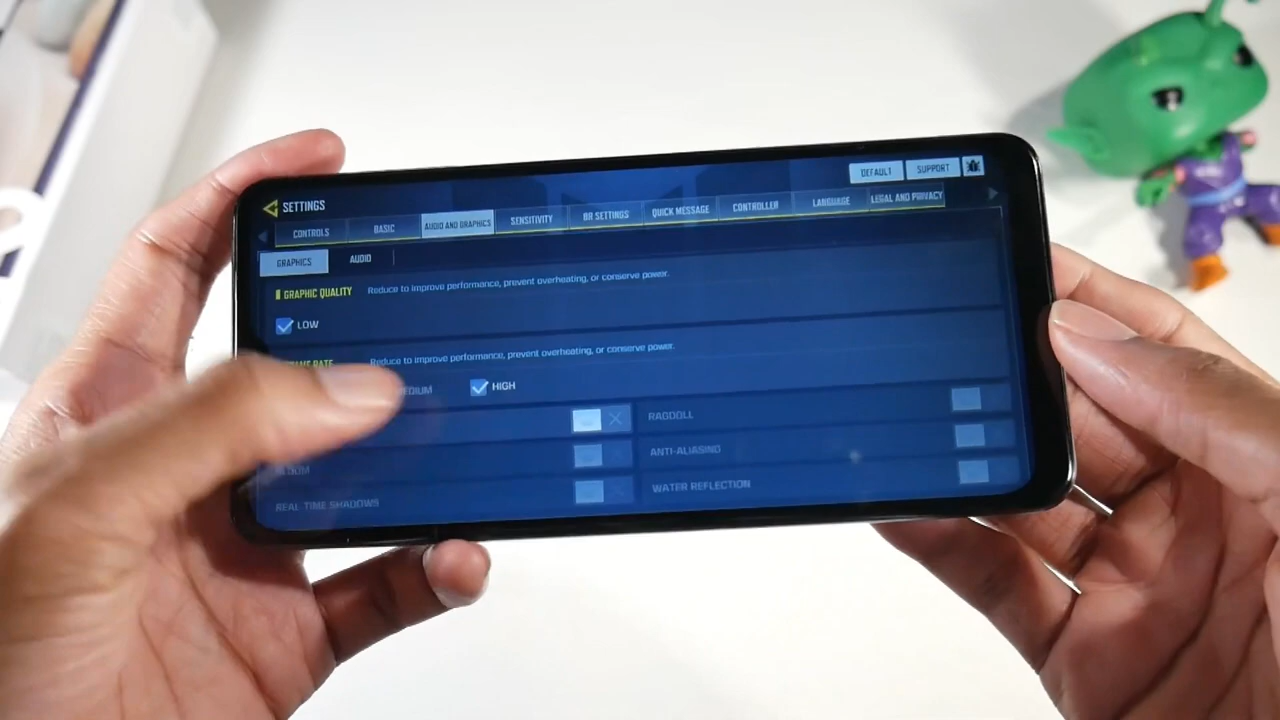 DEFAULT SUPPORT
SETTINGS
CONTROLS BASIC AUDIO AND GRAPHICS SENSITIVITY BR SETTINGS QUICK MESSAGE CONTROLLER LANGUAGE LEGAL AND PRIVACY
GRAPHICS AUDIO
GRAPHIC QUALITY Reduce to improve performance, prevent overheating, or conserve power.
LOW
RATE Reduce to improve performance, prevent overheating, or conserve power.
HIGH
RAGDOLL
ANTI-ALIASING
REAL TIME SHADOWS WATER REFLECTION